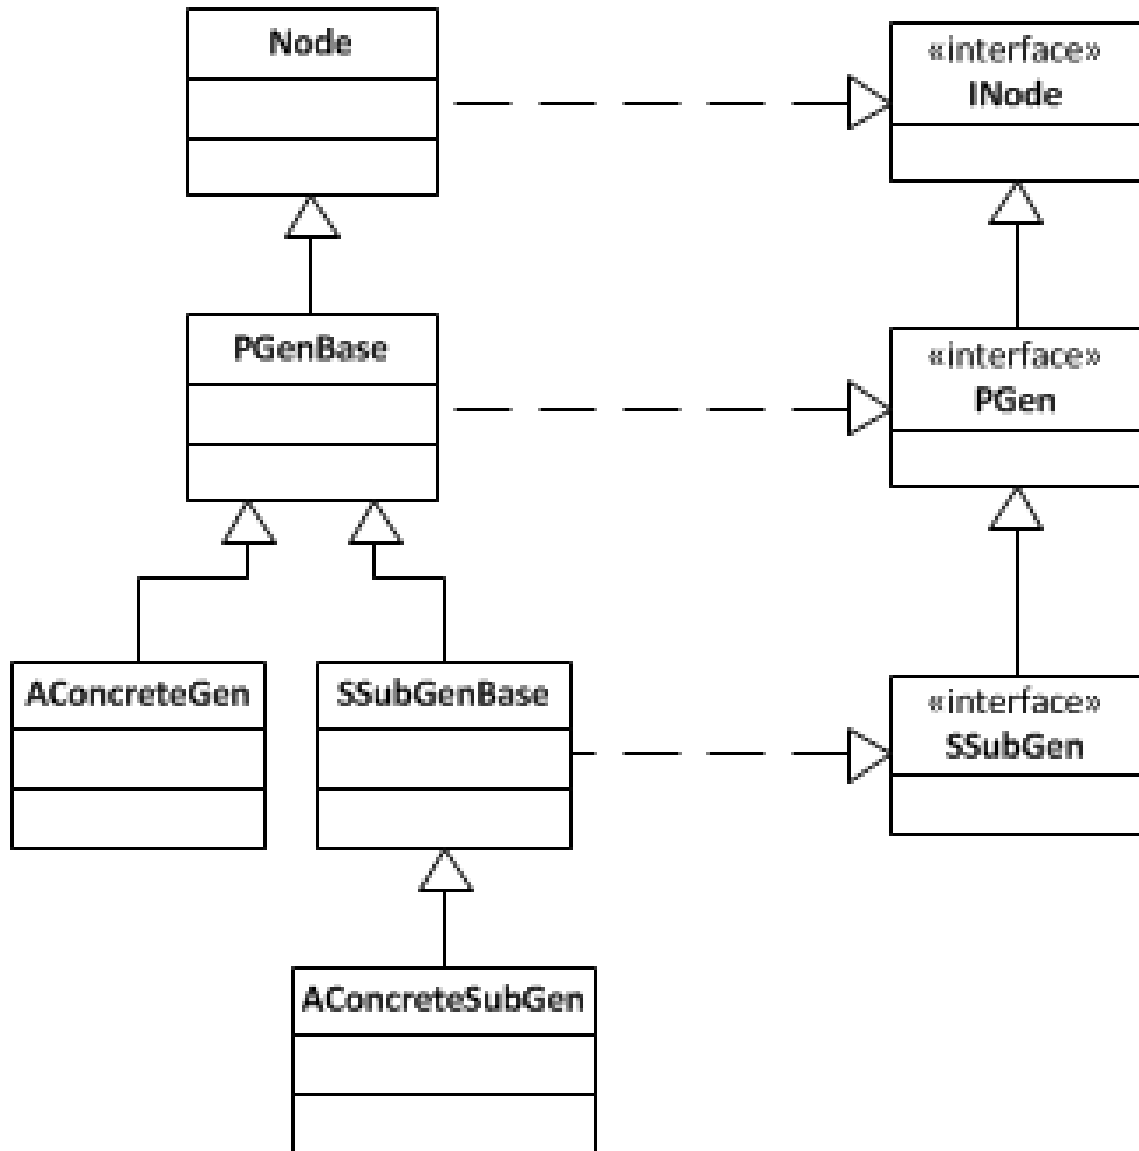 Node
«interface»
INode
PGenBase
«interface»
PGen
AConcreteGen
SSubGenBase
«interface»
SSubGen
AConcreteSubGen